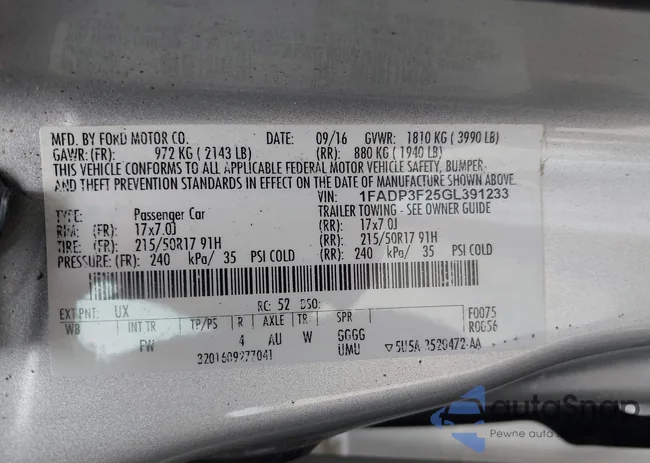 MFD. BY FORD MOTOR CO. DATE: 09/16 GVWR: 1810 KG ( 3990 LB)
GAWR:(FR): 972 KG ( 2143 LB) (RR): 880 KG ( 1940 LB)
THIS VEHICLE CONFORMS TO ALL APPLICABLE FEDERAL MOTOR VEHICLE SAFETY, BUMPER,
AND THEFT PREVENTION STANDARDS IN EFFECT ON THE DATE OF MANUFACTURE SHOWN ABOVE.
VIN: 1FADP3F25GL391233
TYPE: Passenger Car TRAILER TOWING - SEE OWNER GUIDE
RIM: (FR): 17x7.0J (RR): 17x7.0J
TIRE: (FR): 215/50R17 91H (RR): 215/50R17 91H
PRESSURE: (FR): 240 kPa/ 35 PSI COLD (RR): 240 kPa/ 35 PSI COLD
EXT PNT: UX RC: 52 DSO: F0075
WB INT TR TP/PS R AXLE TR SPR R0056
FW 4 AU W GGGG
3201609277041 UMU ▽5U5A-3520472-AA
autoSnap
Pewne auto